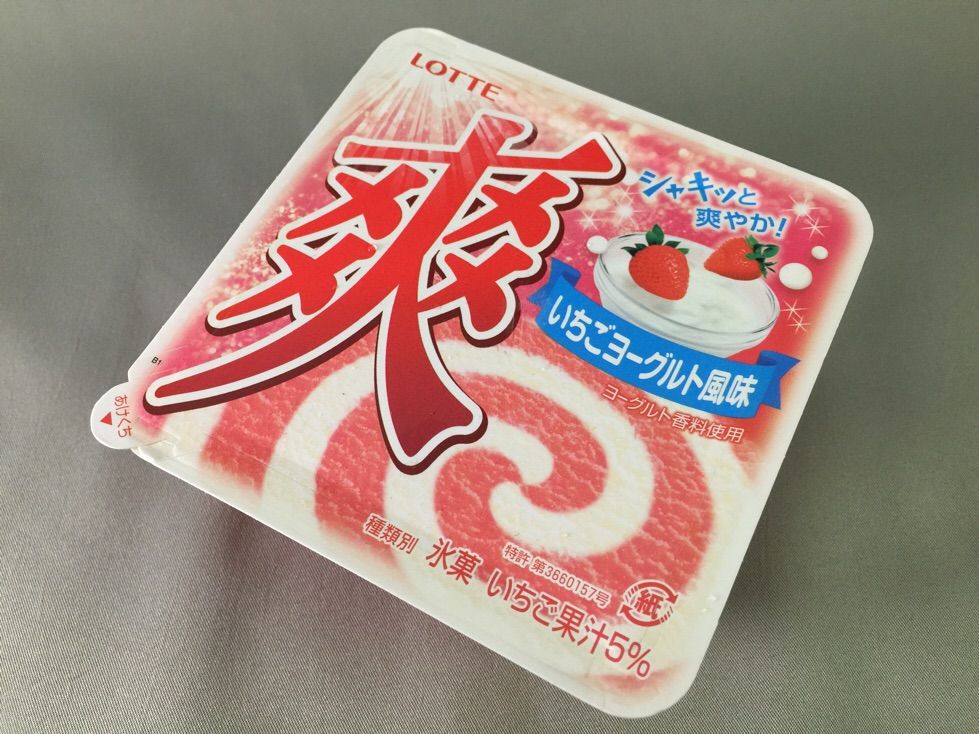 LOTTE
爽
シャキッと
爽やか!
いちごヨーグルト風味
ヨーグルト香料使用
B1
あけくち
特許 第3660157号
種類別 氷菓 いちご果汁5%
紙